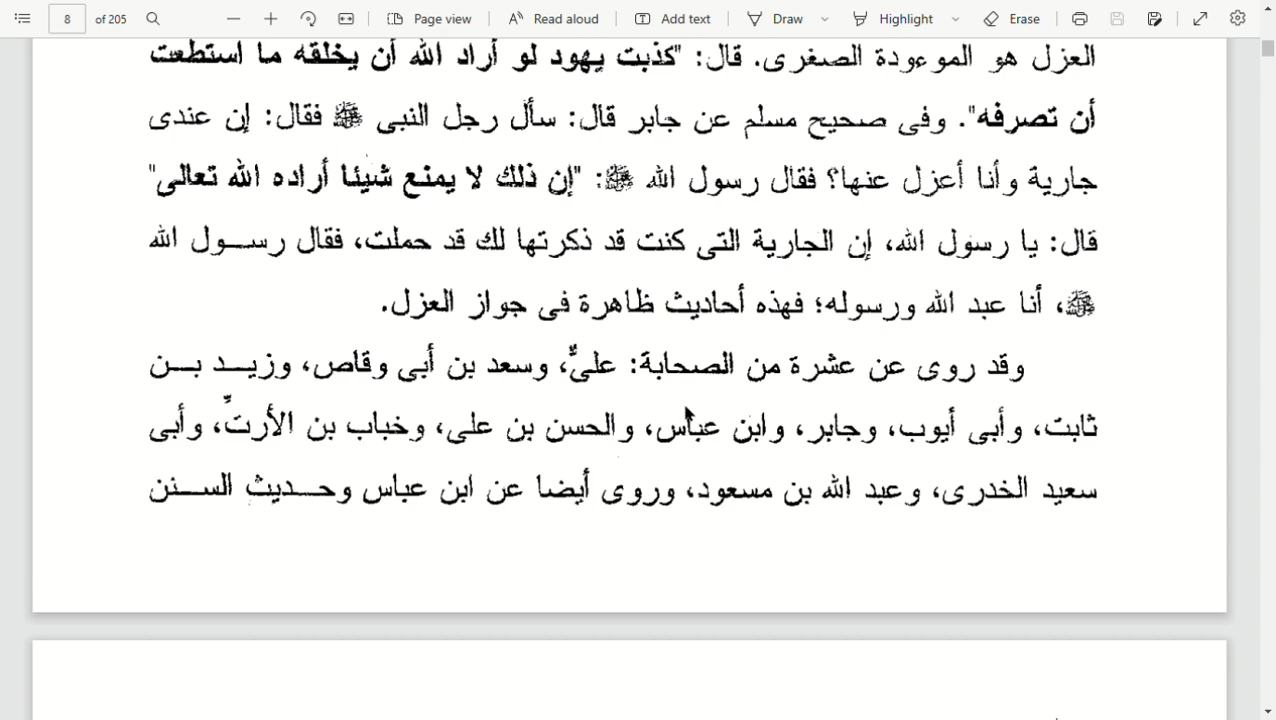 8 of 205 Page view Read aloud Add text Draw Highlight Erase
العزل هو الموءودة الصغرى. قال: "كذبت يهود لو أراد الله أن يخلقه ما استطعت
أن تصرفه". وفى صحيح مسلم عن جابر قال: سأل رجل النبى ﷺ فقال: إن عندى
جارية وأنا أعزل عنها؟ فقال رسول الله ﷺ: "إن ذلك لا يمنع شيئا أراده الله تعالى"
قال: يا رسول الله، إن الجارية التى كنت قد ذكرتها لك قد حملت، فقال رســول الله
ﷺ، أنا عبد الله ورسوله؛ فهذه أحاديث ظاهرة فى جواز العزل.
وقد روى عن عشرة من الصحابة: علىٌّ، وسعد بن أبى وقاص، وزيــد بــن
ثابت، وأبى أيوب، وجابر، وابن عباس، والحسن بن على، وخباب بن الأرتِّ، وأبى
سعيد الخدرى، وعبد الله بن مسعود، وروى أيضا عن ابن عباس وحــديث الســنن